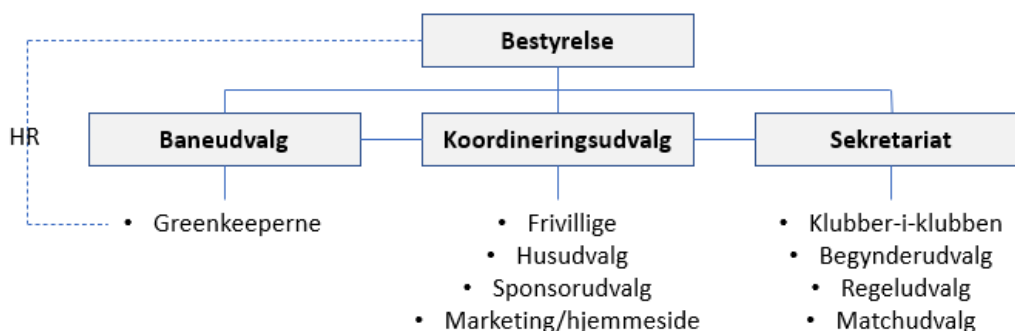 Bestyrelse
HR
Baneudvalg
Koordineringsudvalg
Sekretariat
• Greenkeeperne
• Frivillige
• Husudvalg
• Sponsorudvalg
• Marketing/hjemmeside
• Klubber-i-klubben
• Begynderudvalg
• Regeludvalg
• Matchudvalg